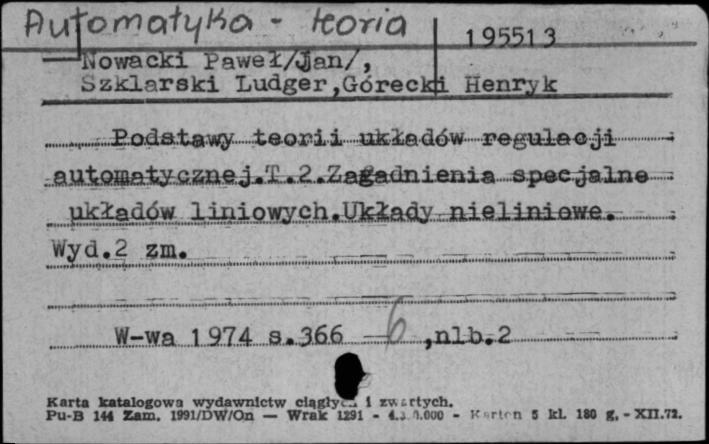 Automatyka - teoria
195513
Nowacki Paweł/Jan/,
Szklarski Ludger,Górecki Henryk
Podstawy teorii układów regulacji
automatycznej.T.2.Zagadnienia specjalne
układów liniowych.Układy nieliniowe.
Wyd.2 zm.
W-wa 1974 s.366 6 ,nlb.2
Karta katalogowa wydawnictw ciągłych i zwartych.
Pu-B 144 Zam. 1991/DW/On — Wrak 1291 - Karton 5 kl. 180 g. - XII.72.